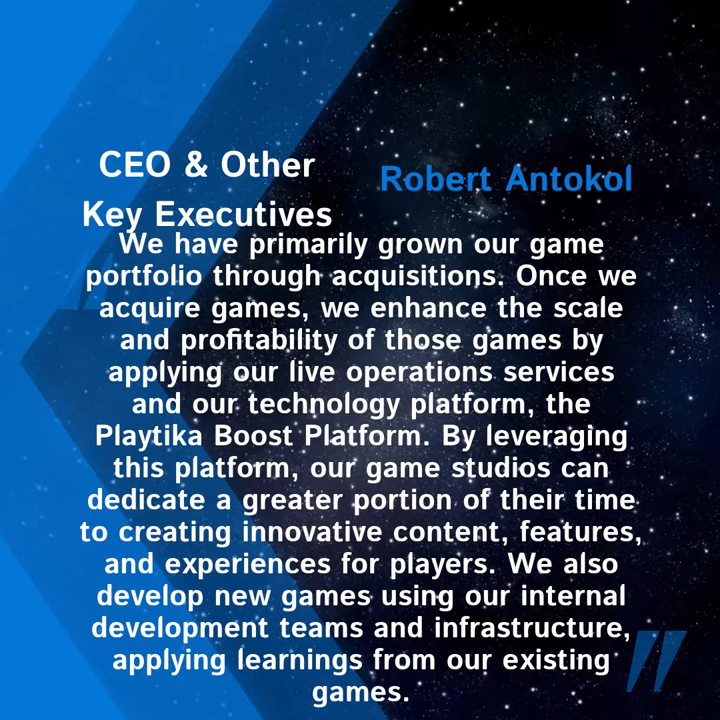 CEO & Other
Key Executives
Robert Antokol
We have primarily grown our game
portfolio through acquisitions. Once we
acquire games, we enhance the scale
and profitability of those games by
applying our live operations services
and our technology platform, the
Playtika Boost Platform. By leveraging
this platform, our game studios can
dedicate a greater portion of their time
to creating innovative content, features,
and experiences for players. We also
develop new games using our internal
development teams and infrastructure,
applying learnings from our existing
games.
"